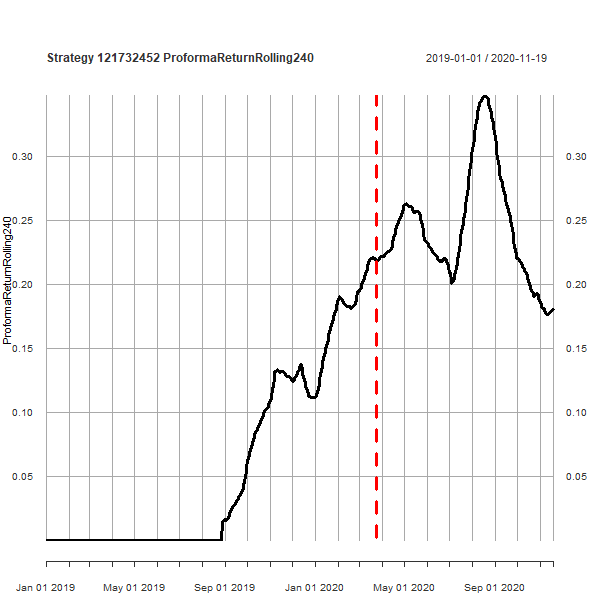 Strategy 121732452 ProformaReturnRolling240
2019-01-01 / 2020-11-19
ProformaReturnRolling240
0.30 0.30
0.25 0.25
0.20 0.20
0.15 0.15
0.10 0.10
0.05 0.05
Jan 01 2019 May 01 2019 Sep 01 2019 Jan 01 2020 May 01 2020 Sep 01 2020